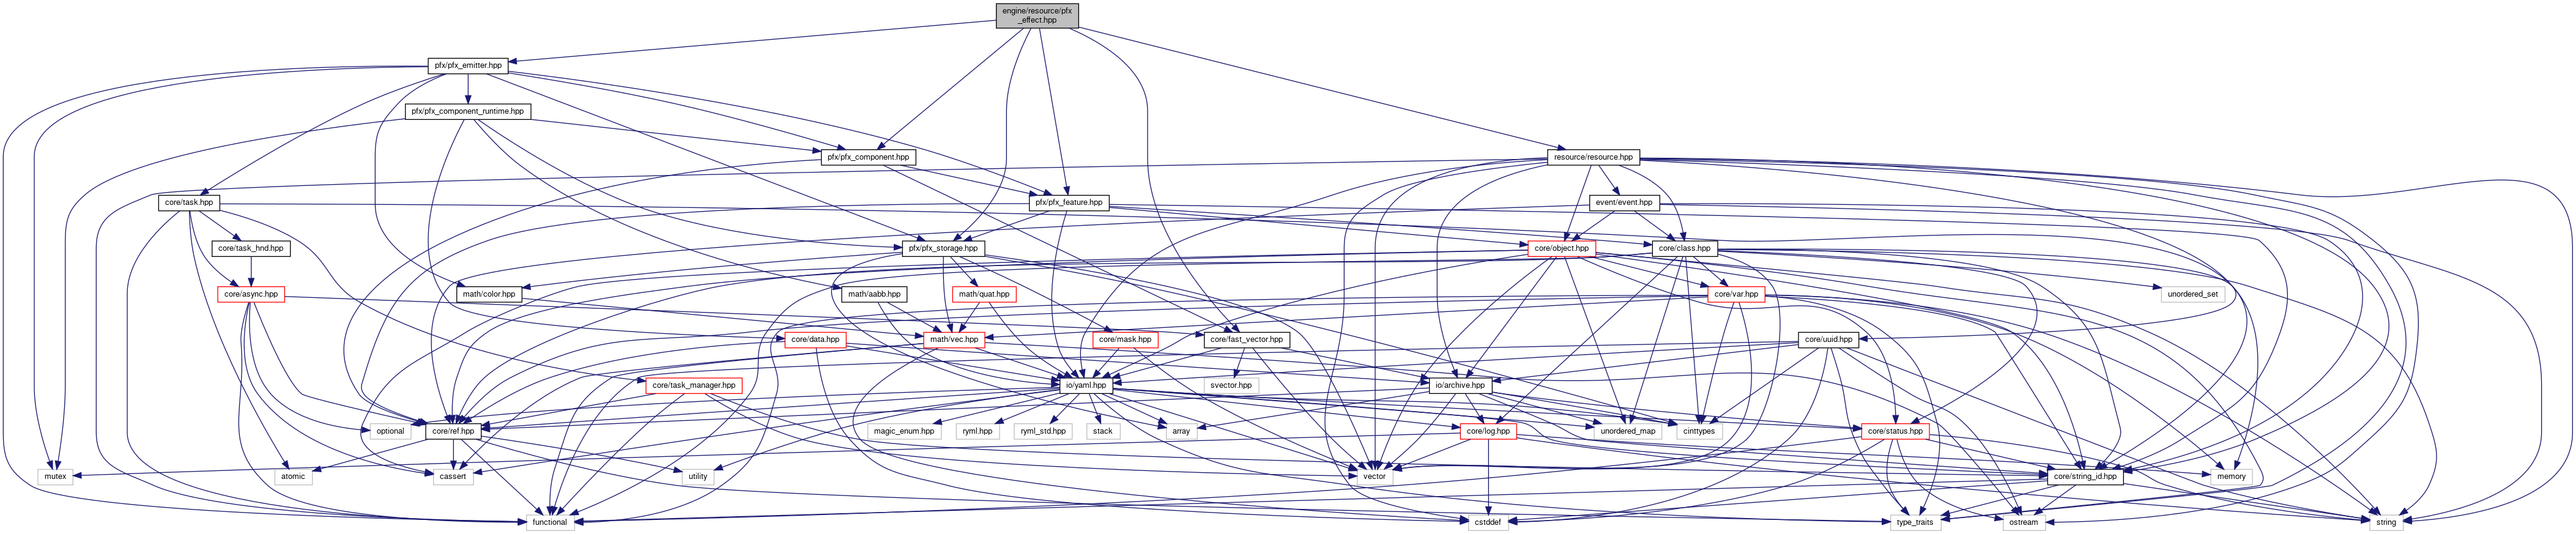 engine/resource/pfx
_effect.hpp
pfx/pfx_emitter.hpp
pfx/pfx_component_runtime.hpp
pfx/pfx_component.hpp
resource/resource.hpp
core/task.hpp
pfx/pfx_feature.hpp
event/event.hpp
core/task_hnd.hpp
pfx/pfx_storage.hpp
core/object.hpp
core/class.hpp
core/async.hpp
math/color.hpp
math/aabb.hpp
math/quat.hpp
core/var.hpp
unordered_set
core/data.hpp
math/vec.hpp
core/mask.hpp
core/fast_vector.hpp
core/uuid.hpp
core/task_manager.hpp
io/yaml.hpp
svector.hpp
io/archive.hpp
optional
core/ref.hpp
magic_enum.hpp
ryml.hpp
ryml_std.hpp
stack
array
core/log.hpp
unordered_map
cinttypes
core/status.hpp
mutex
atomic
cassert
utility
vector
core/string_id.hpp
memory
functional
cstddef
type_traits
ostream
string